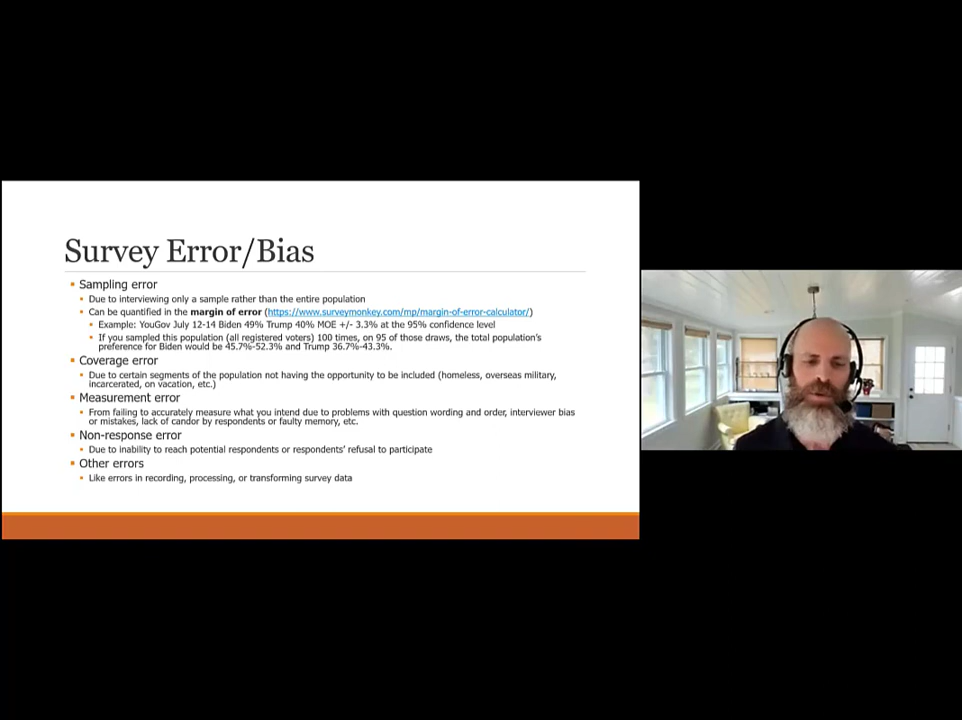 Survey Error/Bias
Sampling error
Due to interviewing only a sample rather than the entire population
Can be quantified in the margin of error (https://www.surveymonkey.com/mp/margin-of-error-calculator/)
Example: YouGov July 12-14 Biden 49% Trump 40% MOE +/- 3.3% at the 95% confidence level
If you sampled this population (all registered voters) 100 times, on 95 of those draws, the total population's
preference for Biden would be 45.7%-52.3% and Trump 36.7%-43.3%.
Coverage error
Due to certain segments of the population not having the opportunity to be included (homeless, overseas military,
incarcerated, on vacation, etc.)
Measurement error
From failing to accurately measure what you intend due to problems with question wording and order, interviewer bias
or mistakes, lack of candor by respondents or faulty memory, etc.
Non-response error
Due to inability to reach potential respondents or respondents' refusal to participate
Other errors
Like errors in recording, processing, or transforming survey data